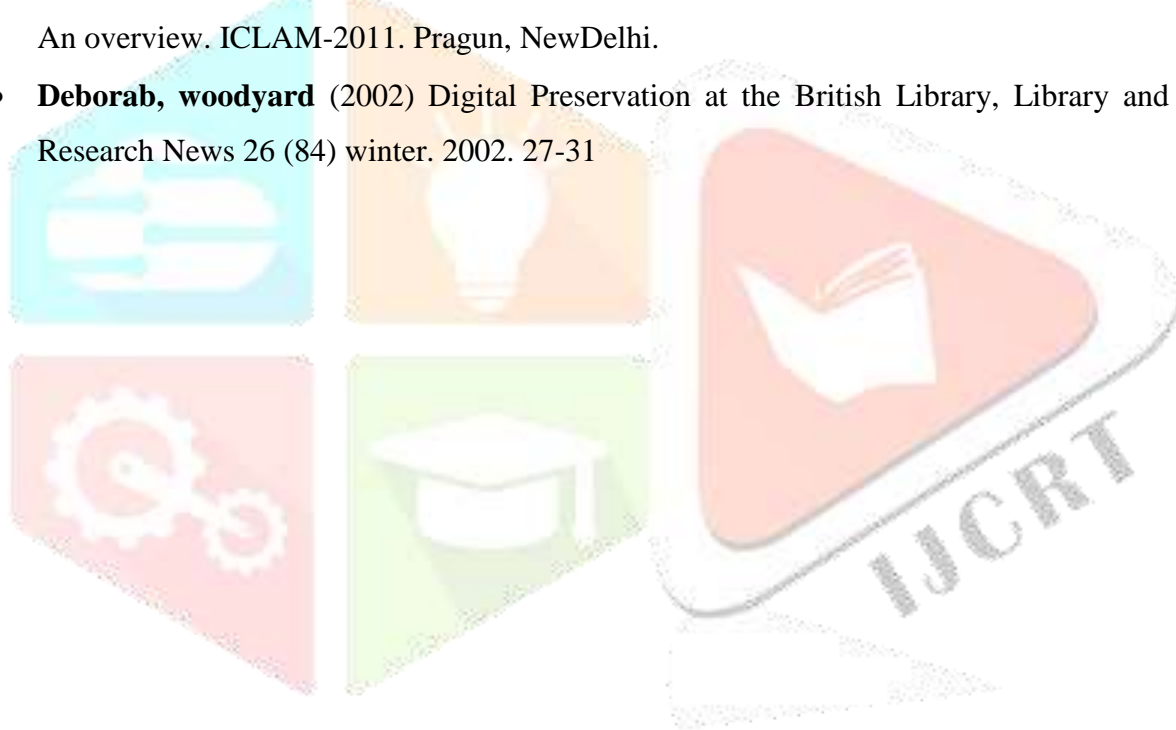 An overview. ICLAM-2011. Pragun, NewDelhi.
• Deborab, woodyard (2002) Digital Preservation at the British Library, Library and
Research News 26 (84) winter. 2002. 27-31
IJCRT